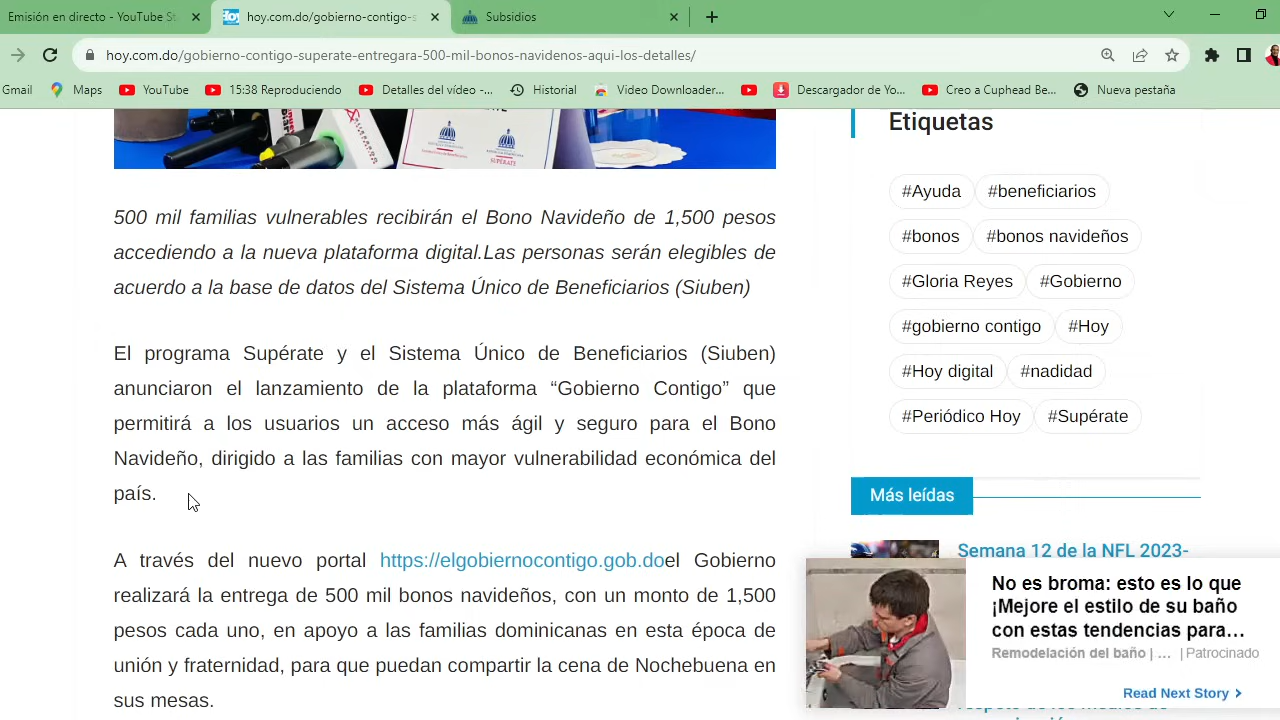 Emisión en directo - YouTube St
hoy.com.do/gobierno-contigo-s
Subsidios
hoy.com.do/gobierno-contigo-superate-entregara-500-mil-bonos-navidenos-aqui-los-detalles/
Gmail
Maps
YouTube
15:38 Reproduciendo
Detalles del vídeo -...
Historial
Video Downloader...
Descargador de Yo...
Creo a Cuphead Be...
Nueva pestaña
SUPÉRATE
500 mil familias vulnerables recibirán el Bono Navideño de 1,500 pesos
accediendo a la nueva plataforma digital.Las personas serán elegibles de
acuerdo a la base de datos del Sistema Único de Beneficiarios (Siuben)
El programa Supérate y el Sistema Único de Beneficiarios (Siuben)
anunciaron el lanzamiento de la plataforma “Gobierno Contigo” que
permitirá a los usuarios un acceso más ágil y seguro para el Bono
Navideño, dirigido a las familias con mayor vulnerabilidad económica del
país.
A través del nuevo portal https://elgobiernocontigo.gob.doel Gobierno
realizará la entrega de 500 mil bonos navideños, con un monto de 1,500
pesos cada uno, en apoyo a las familias dominicanas en esta época de
unión y fraternidad, para que puedan compartir la cena de Nochebuena en
sus mesas.
Etiquetas
#Ayuda #beneficiarios
#bonos #bonos navideños
#Gloria Reyes #Gobierno
#gobierno contigo #Hoy
#Hoy digital #nadidad
#Periódico Hoy #Supérate
Más leídas
Semana 12 de la NFL 2023-
No es broma: esto es lo que
¡Mejore el estilo de su baño
con estas tendencias para...
Remodelación del baño | ... | Patrocinado
Read Next Story